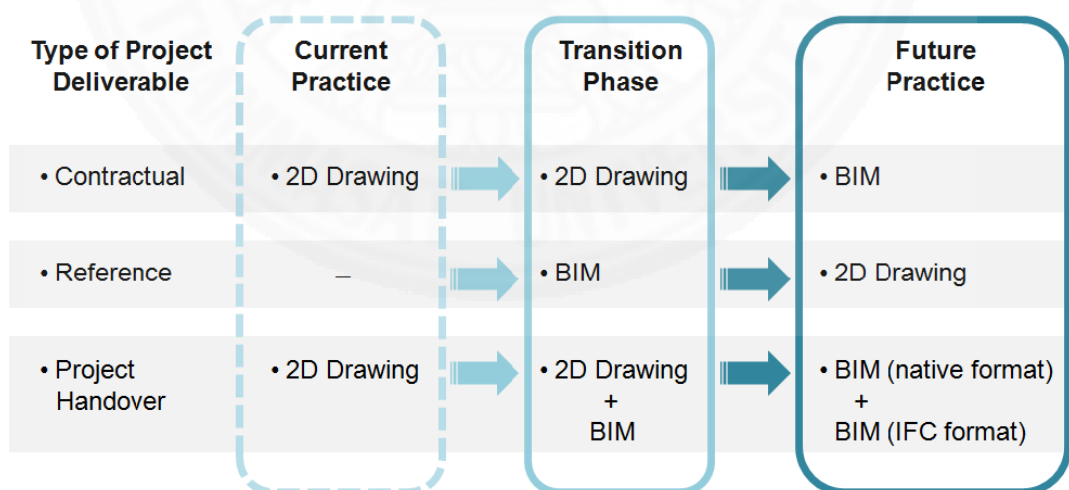 Type of Project
Deliverable
Current
Practice
Transition
Phase
Future
Practice
• Contractual
• 2D Drawing
• 2D Drawing
• BIM
• Reference
–
• BIM
• 2D Drawing
• Project
Handover
• 2D Drawing
• 2D Drawing
+
BIM
• BIM (native format)
+
BIM (IFC format)